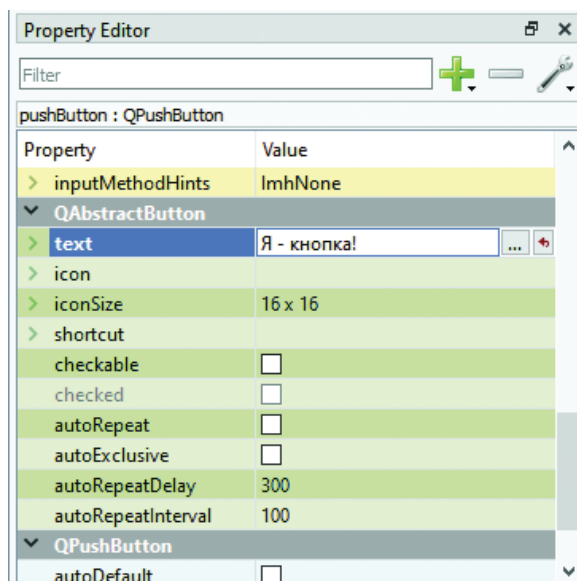 Property Editor
Filter
pushButton : QPushButton
Property Value
inputMethodHints ImhNone
QAbstractButton
text Я - кнопка! ...
icon
iconSize 16 x 16
shortcut
checkable
checked
autoRepeat
autoExclusive
autoRepeatDelay 300
autoRepeatInterval 100
QPushButton
autoDefault